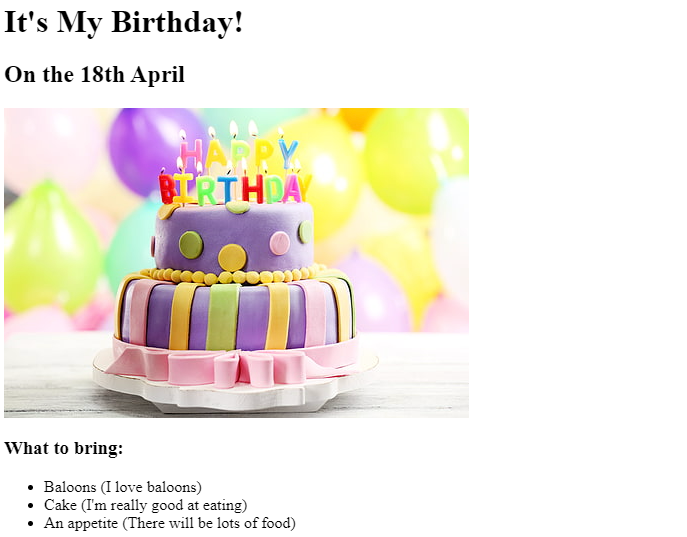 It's My Birthday!
On the 18th April
HAPPY
BIRTHDAY
What to bring:
Baloons (I love baloons)
Cake (I'm really good at eating)
An appetite (There will be lots of food)